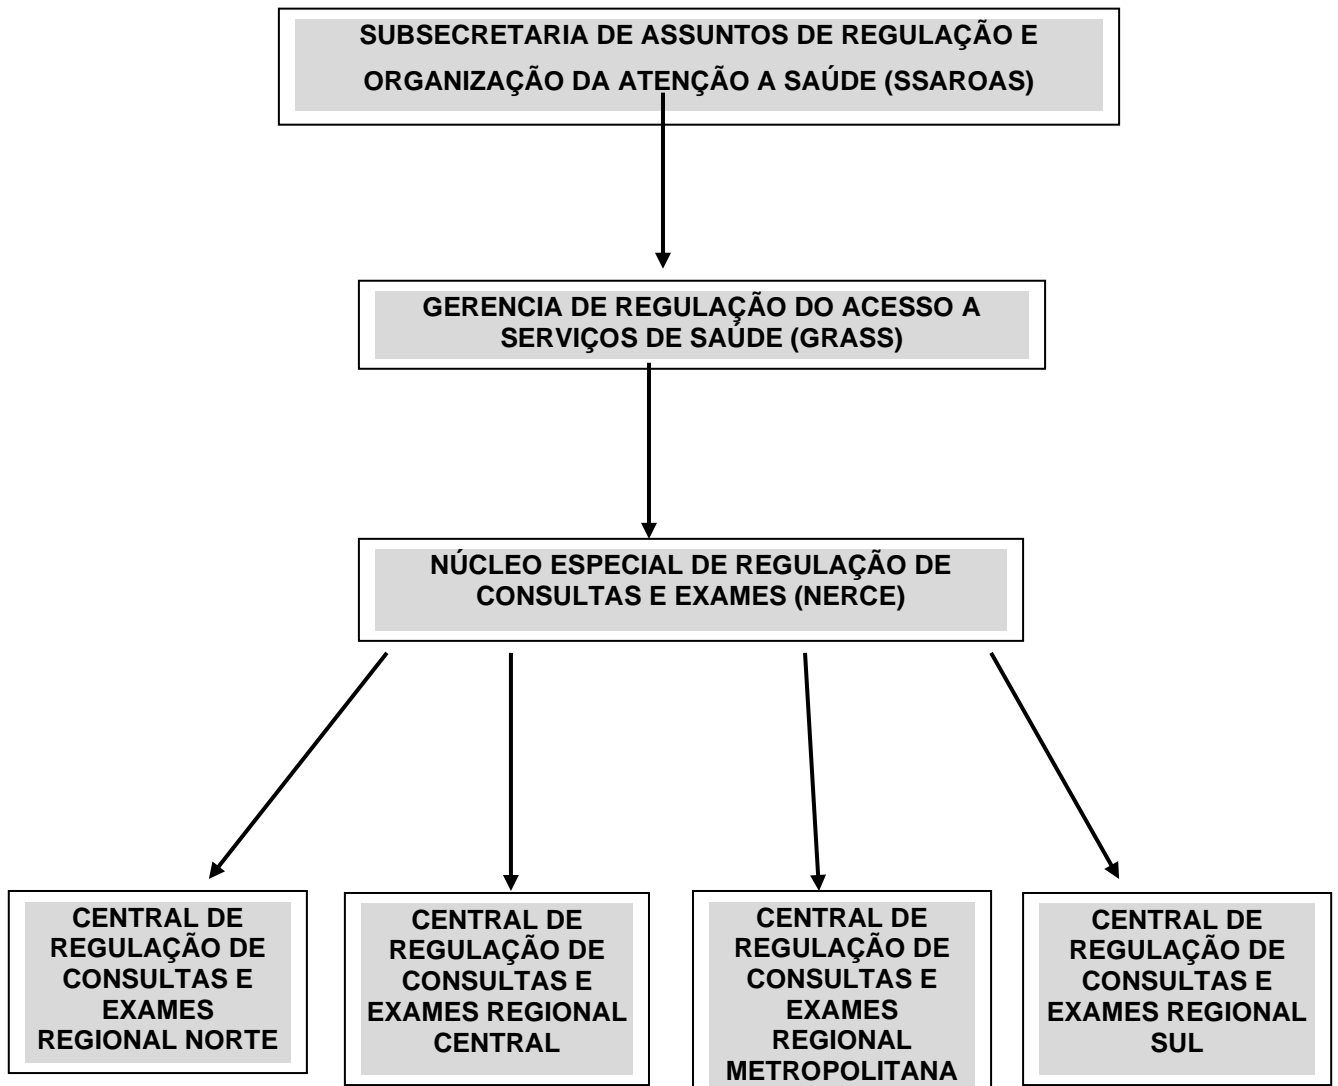 SUBSECRETARIA DE ASSUNTOS DE REGULAÇÃO E
ORGANIZAÇÃO DA ATENÇÃO A SAÚDE (SSAROAS)
GERENCIA DE REGULAÇÃO DO ACESSO A
SERVIÇOS DE SAÚDE (GRASS)
NÚCLEO ESPECIAL DE REGULAÇÃO DE
CONSULTAS E EXAMES (NERCE)
CENTRAL DE
REGULAÇÃO DE
CONSULTAS E
EXAMES
REGIONAL NORTE
CENTRAL DE
REGULAÇÃO DE
CONSULTAS E
EXAMES REGIONAL
CENTRAL
CENTRAL DE
REGULAÇÃO DE
CONSULTAS E
EXAMES
REGIONAL
METROPOLITANA
CENTRAL DE
REGULAÇÃO DE
CONSULTAS E
EXAMES REGIONAL
SUL